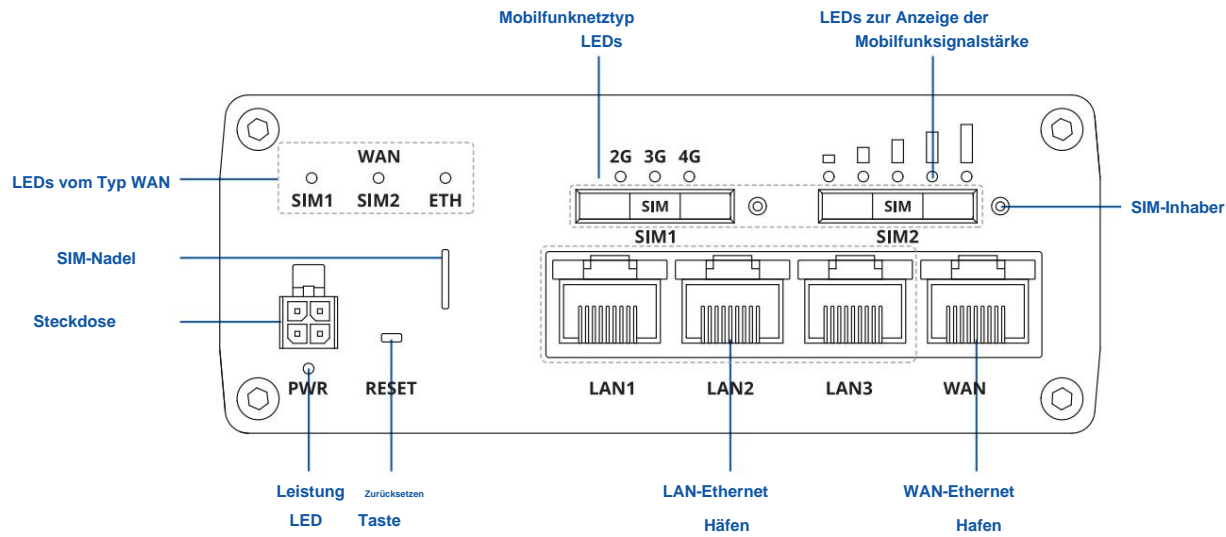 Mobilfunknetztyp
LEDs
LEDs zur Anzeige der
Mobilfunksignalstärke
WAN
2G 3G 4G
LEDs vom Typ WAN
SIM1 SIM2 ETH
SIM
SIM
SIM-Inhaber
SIM1
SIM2
SIM-Nadel
Steckdose
PWR
RESET
LAN1
LAN2
LAN3
WAN
Leistung
LED
Zurücksetzen
Taste
LAN-Ethernet
Häfen
WAN-Ethernet
Hafen